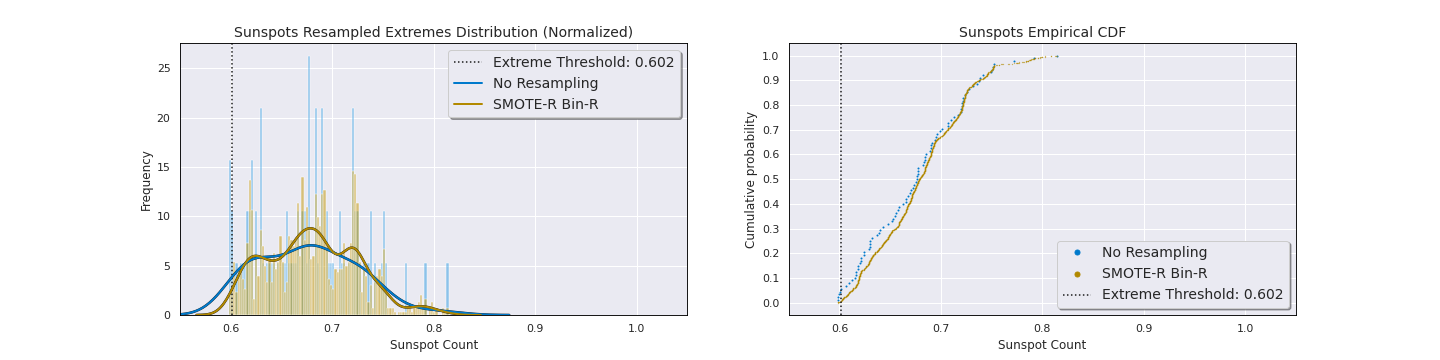 Sunspots Resampled Extremes Distribution (Normalized)
Frequency
25
20
15
10
5
0
Extreme Threshold: 0.602
No Resampling
SMOTE-R Bin-R
0.6 0.7 0.8 0.9 1.0
Sunspot Count
Sunspots Empirical CDF
Cumulative probability
1.0
0.9
0.8
0.7
0.6
0.5
0.4
0.3
0.2
0.1
0.0
No Resampling
SMOTE-R Bin-R
Extreme Threshold: 0.602
0.6 0.7 0.8 0.9 1.0
Sunspot Count